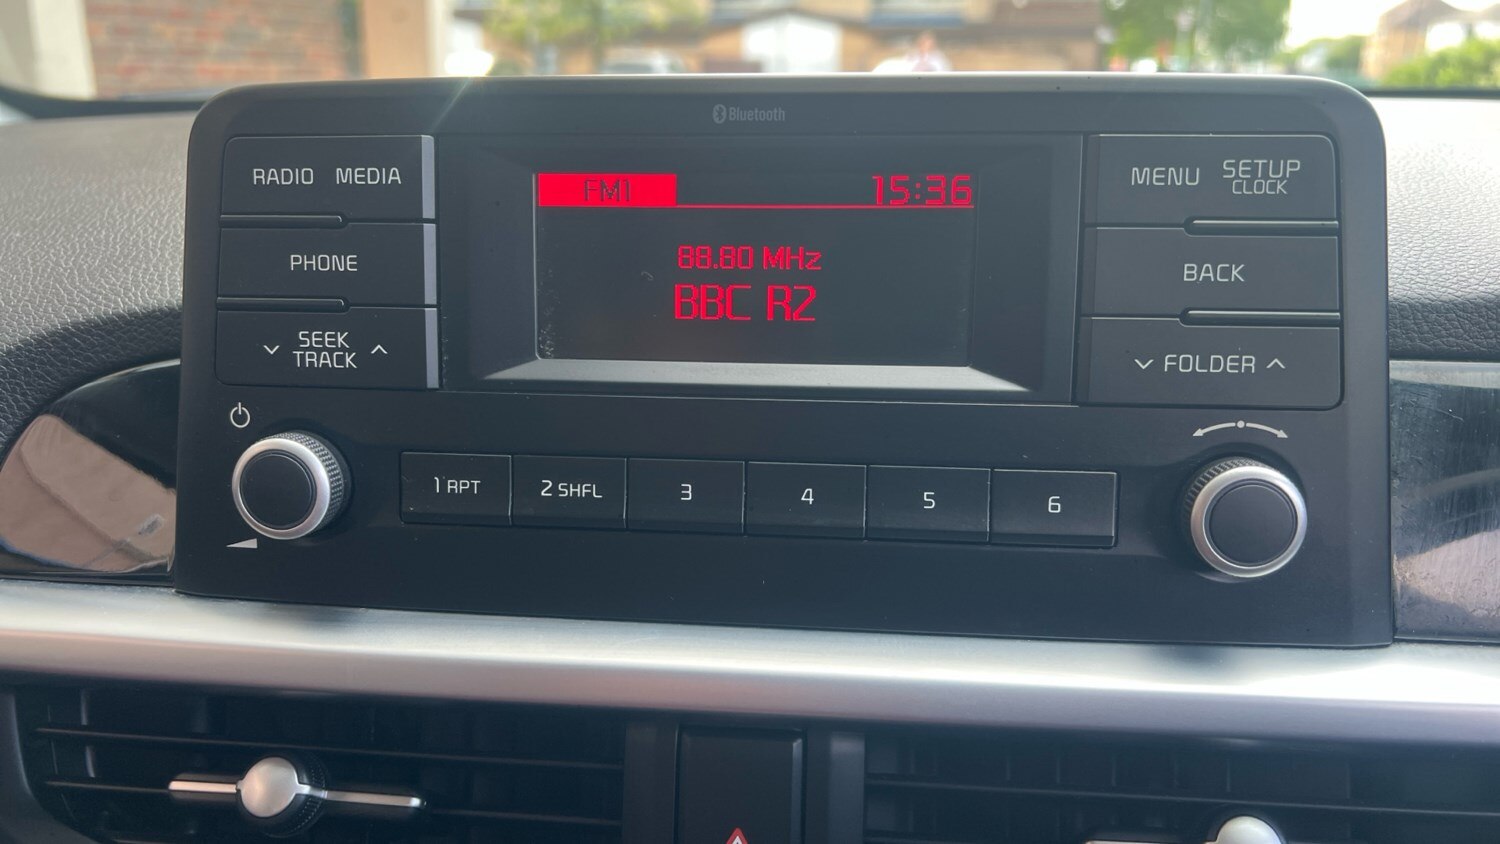 Bluetooth
RADIO MEDIA
PHONE
SEEK
TRACK
FM1 15:36
88.80 MHz
BBC R2
MENU SETUP
CLOCK
BACK
FOLDER
1 RPT 2 SHFL 3 4 5 6